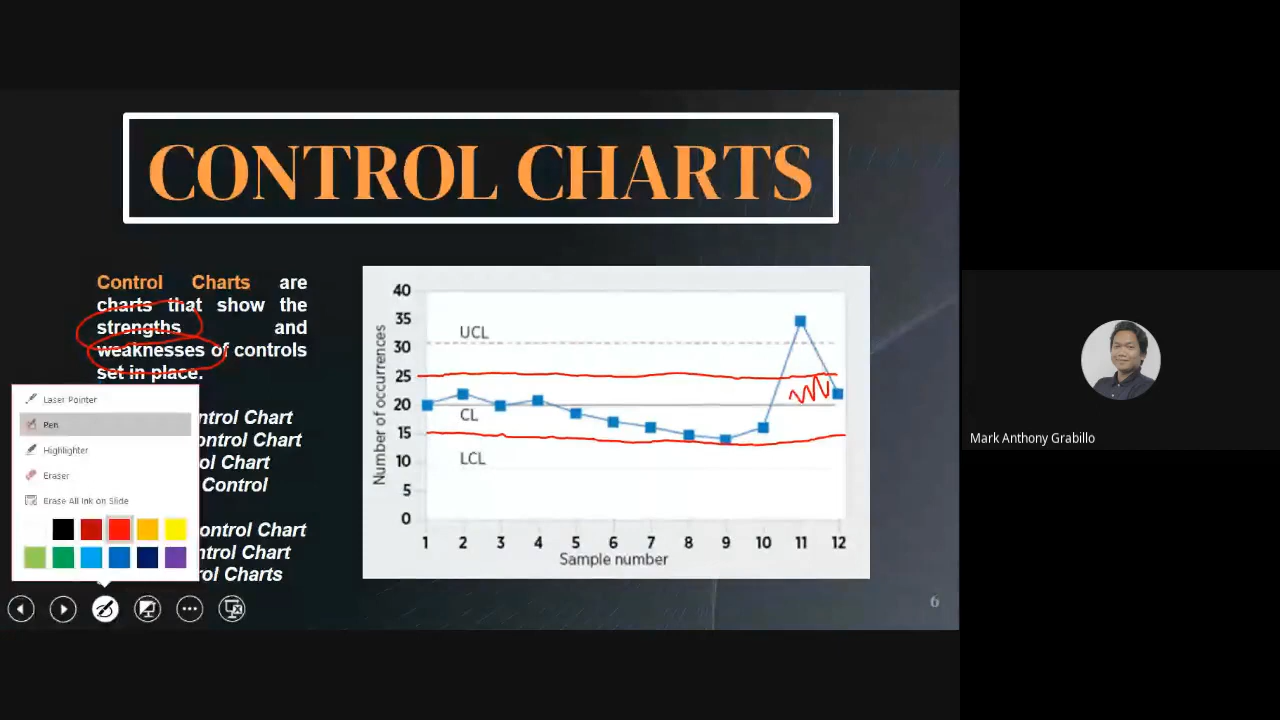 CONTROL CHARTS
Control Charts are
charts that show the
strengths and
weaknesses of controls
set in place.
Laser Pointer
Pen
Highlighter
Eraser
Erase All Ink on Slide
ntrol Chart
ontrol Chart
ol Chart
Control
ontrol Chart
ntrol Chart
rol Charts
Number of occurrences
40
35
30
25
20
15
10
5
0
UCL
CL
LCL
1 2 3 4 5 6 7 8 9 10 11 12
Sample number
6
Mark Anthony Grabillo